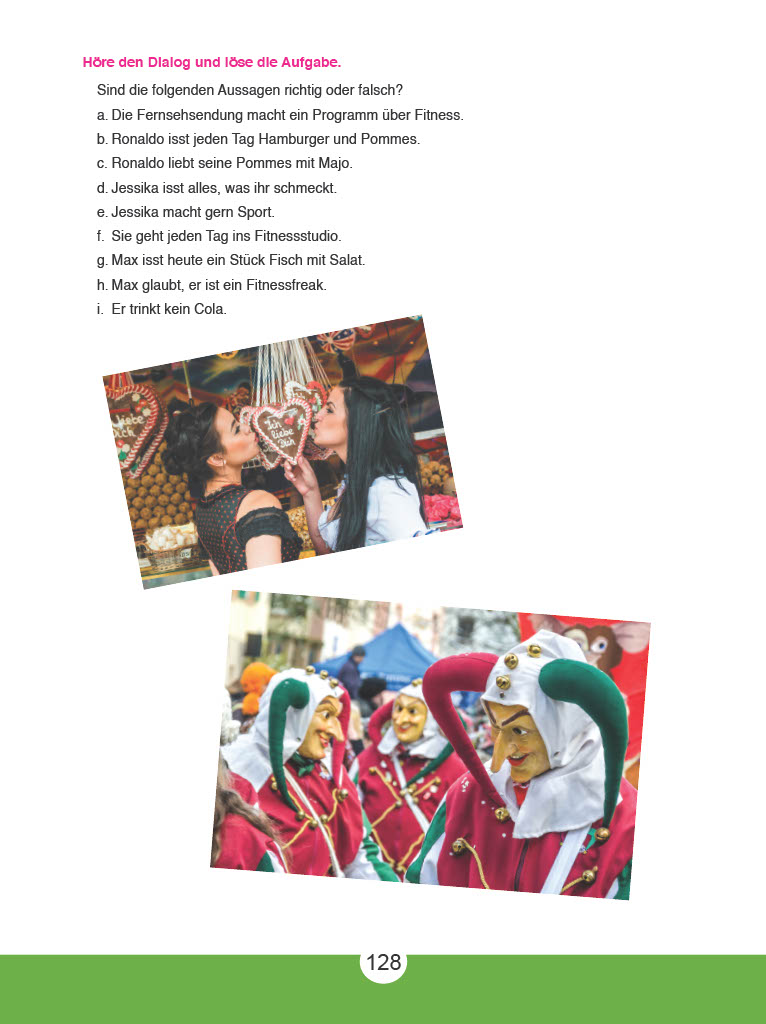 Höre den Dialog und löse die Aufgabe.
Sind die folgenden Aussagen richtig oder falsch?
a. Die Fernsehsendung macht ein Programm über Fitness.
b. Ronaldo isst jeden Tag Hamburger und Pommes.
c. Ronaldo liebt seine Pommes mit Majo.
d. Jessika isst alles, was ihr schmeckt.
e. Jessika macht gern Sport.
f. Sie geht jeden Tag ins Fitnessstudio.
g. Max isst heute ein Stück Fisch mit Salat.
h. Max glaubt, er ist ein Fitnessfreak.
i. Er trinkt kein Cola.
liebe
Dich
Ich
liebe
Dich
128